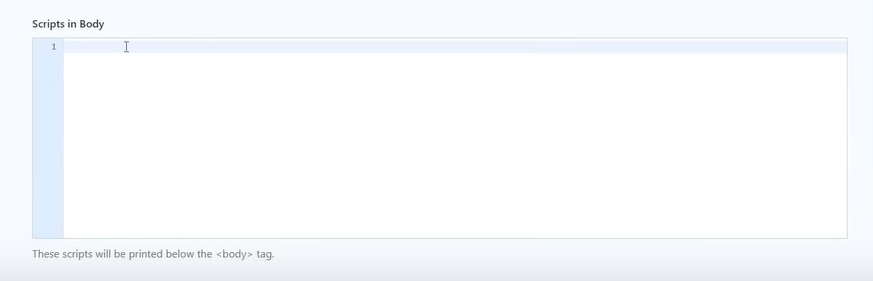 Scripts in Body
1
These scripts will be printed below the <body> tag.